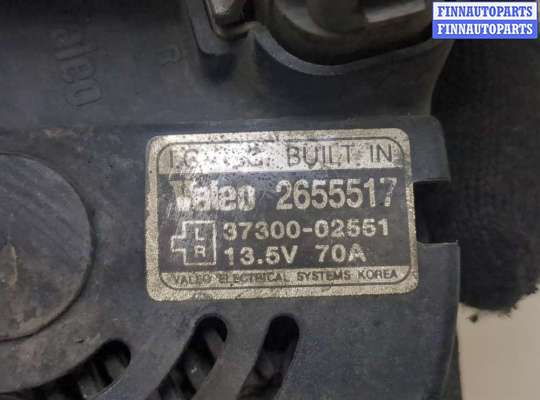 FINNAUTOPARTS
FINNAUTOPARTS
BUILT IN
Valeo 2655517
L 37300-02551
R 13.5V 70A
VALEO ELECTRICAL SYSTEMS KOREA